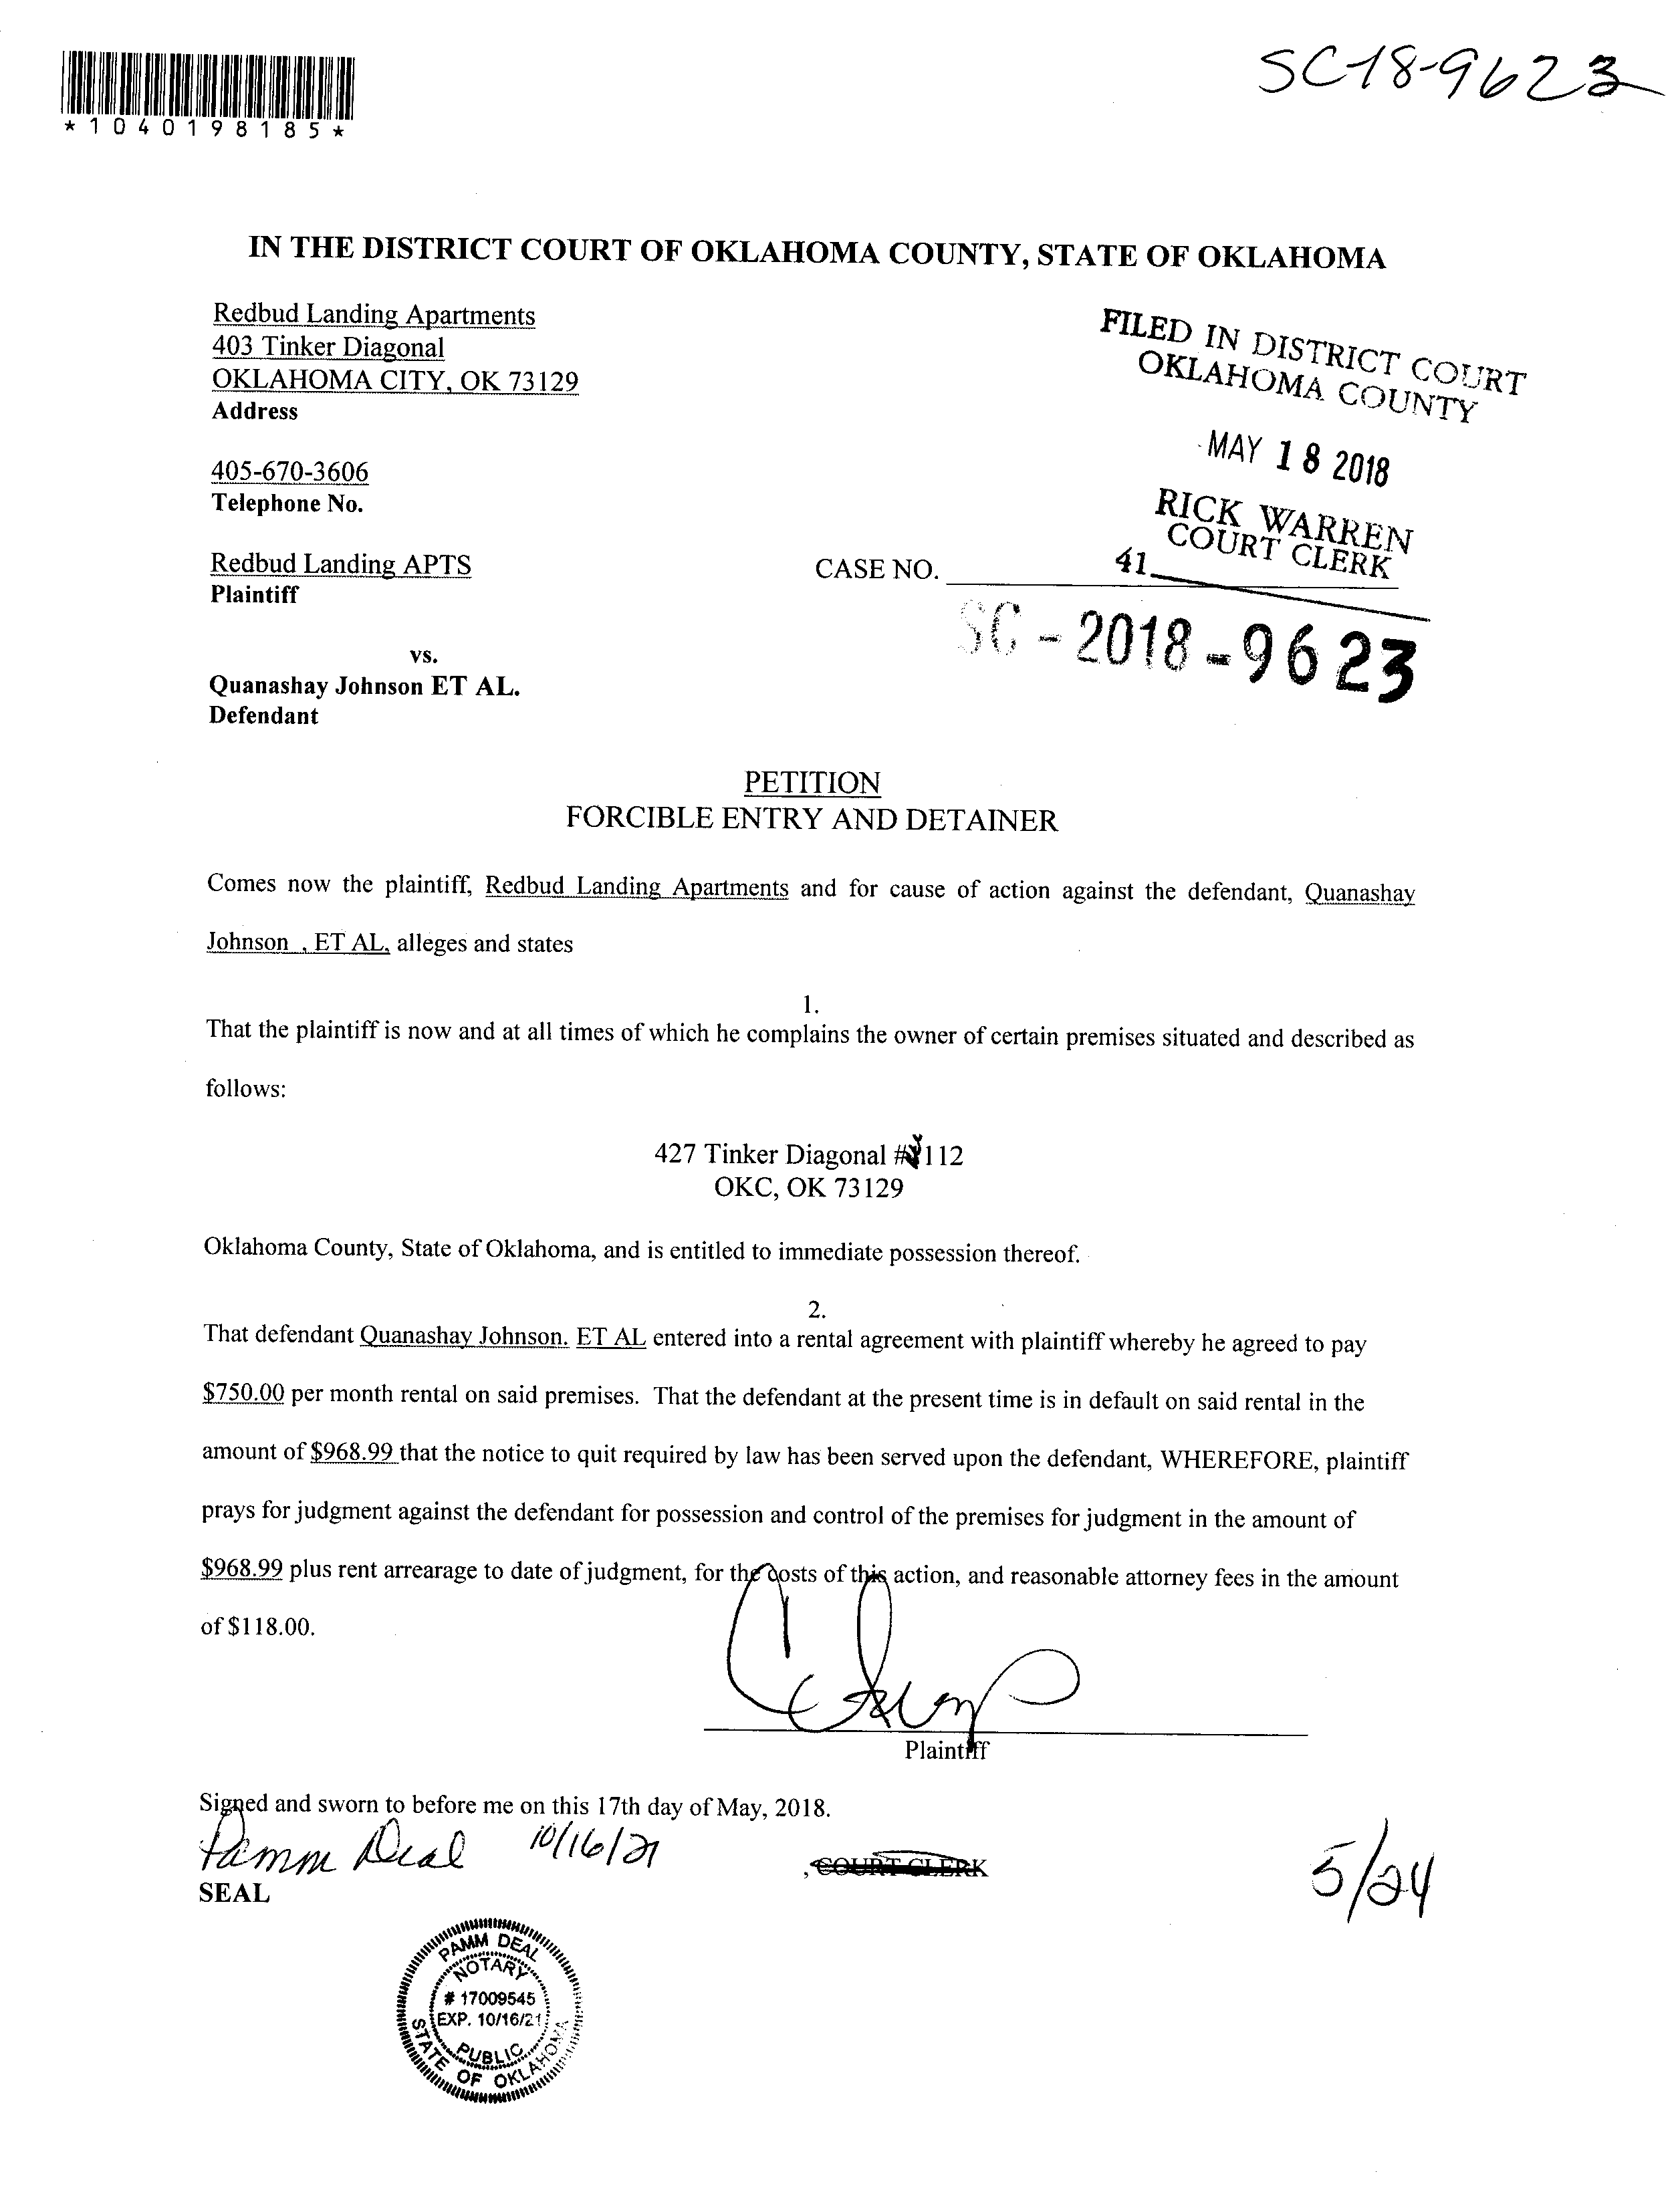 SC-18-9623
*1040198185*
IN THE DISTRICT COURT OF OKLAHOMA COUNTY, STATE OF OKLAHOMA
Redbud Landing Apartments
403 Tinker Diagonal
OKLAHOMA CITY, OK 73129
Address
FILED IN DISTRICT COURT
OKLAHOMA COUNTY
MAY 18 2018
RICK WARREN
COURT CLERK
41
405-670-3606
Telephone No.
Redbud Landing APTS
Plaintiff
CASE NO.
SC - 2018 - 9623
vs.
Quanashay Johnson ET AL.
Defendant
PETITION
FORCIBLE ENTRY AND DETAINER
Comes now the plaintiff, Redbud Landing Apartments and for cause of action against the defendant, Quanashay
Johnson , ET AL, alleges and states
1.
That the plaintiff is now and at all times of which he complains the owner of certain premises situated and described as
follows:
427 Tinker Diagonal # 112
OKC, OK 73129
Oklahoma County, State of Oklahoma, and is entitled to immediate possession thereof.
2.
That defendant Quanashay Johnson. ET AL entered into a rental agreement with plaintiff whereby he agreed to pay
$750.00 per month rental on said premises. That the defendant at the present time is in default on said rental in the
amount of $968.99 that the notice to quit required by law has been served upon the defendant, WHEREFORE, plaintiff
prays for judgment against the defendant for possession and control of the premises for judgment in the amount of
$968.99 plus rent arrearage to date of judgment, for the costs of this action, and reasonable attorney fees in the amount
of $118.00.
Plaintiff
Signed and sworn to before me on this 17th day of May, 2018.
Pamm Deal 10/16/21
, COURT CLERK
5/24
SEAL
PAMM DEAL
NOTARY
# 17009545
EXP. 10/16/21
PUBLIC
STATE OF OKLAHOMA